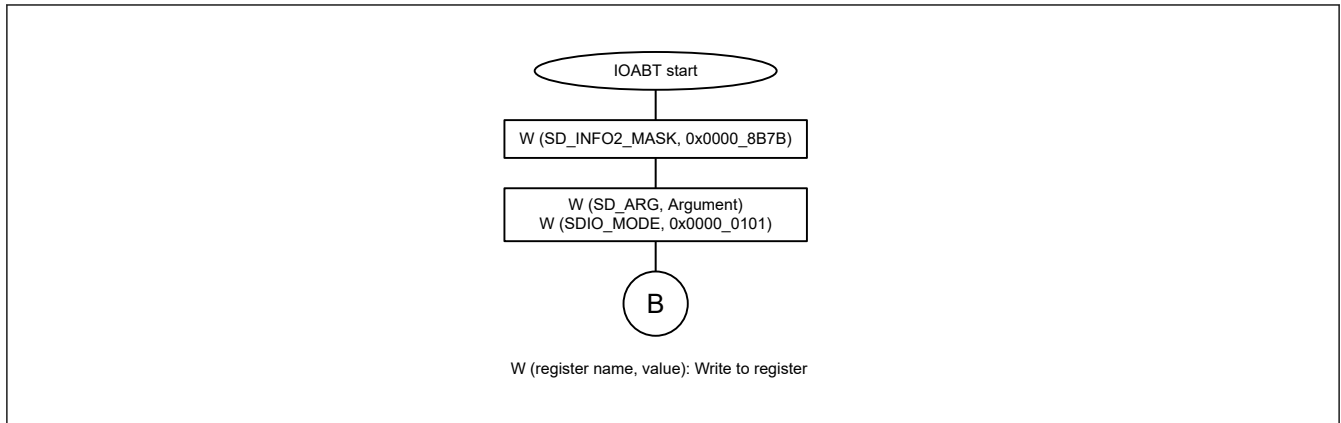 IOABT start
W (SD_INFO2_MASK, 0x0000_8B7B)
W (SD_ARG, Argument)
W (SDIO_MODE, 0x0000_0101)
B
W (register name, value): Write to register